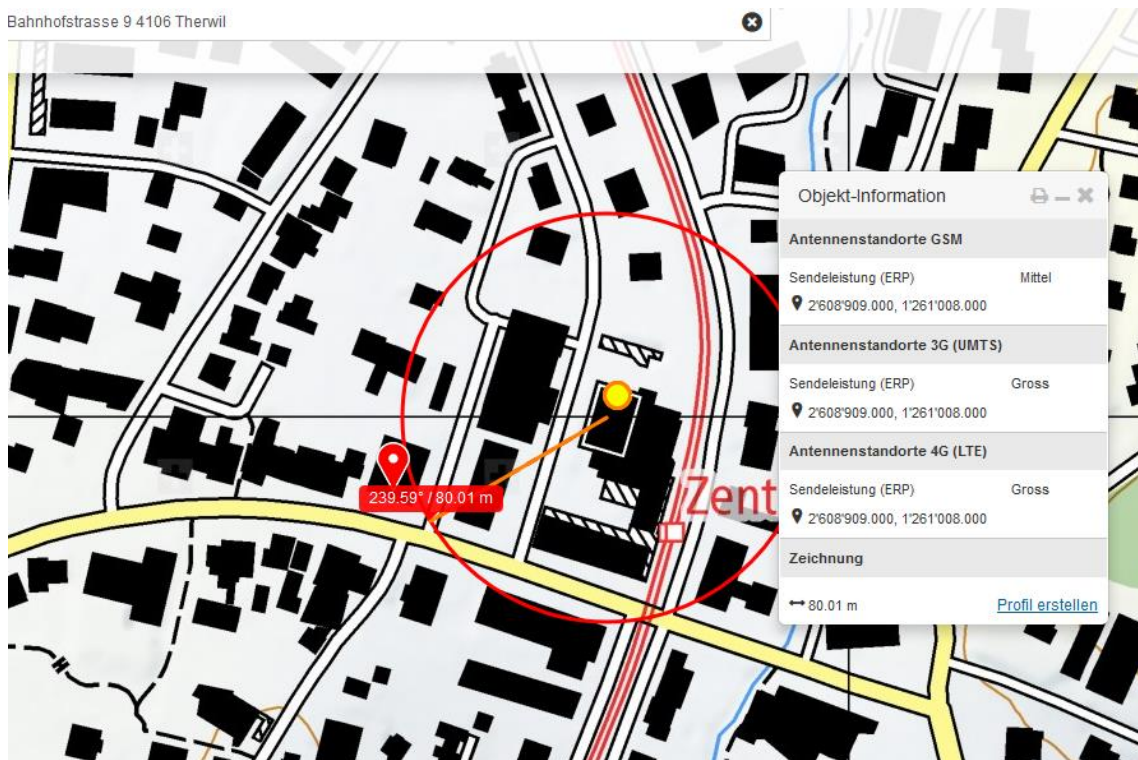 Bahnhofstrasse 9 4106 Therwil
Objekt-Information
Antennenstandorte GSM
Sendeleistung (ERP) Mittel
2'608'909.000, 1'261'008.000
Antennenstandorte 3G (UMTS)
Sendeleistung (ERP) Gross
2'608'909.000, 1'261'008.000
Antennenstandorte 4G (LTE)
Sendeleistung (ERP) Gross
2'608'909.000, 1'261'008.000
Zeichnung
80.01 m Profil erstellen
239.59° / 80.01 m
Zent